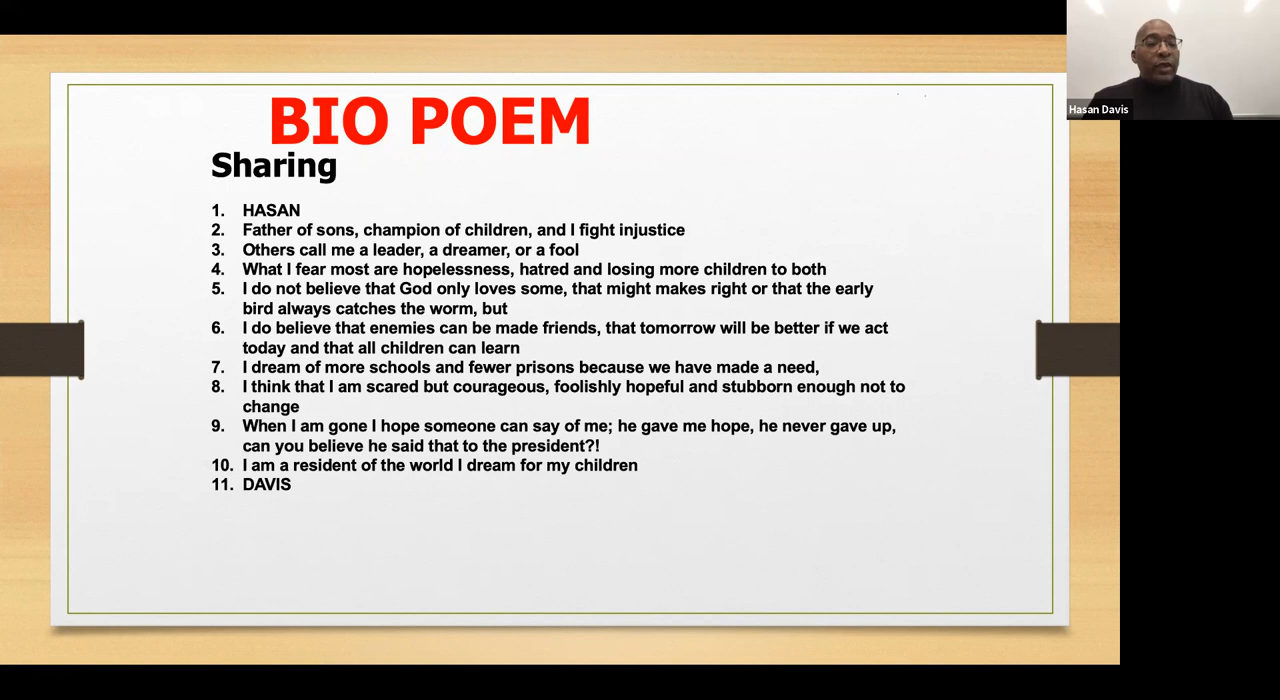 BIO POEM
Sharing
1. HASAN
2. Father of sons, champion of children, and I fight injustice
3. Others call me a leader, a dreamer, or a fool
4. What I fear most are hopelessness, hatred and losing more children to both
5. I do not believe that God only loves some, that might makes right or that the early
bird always catches the worm, but
6. I do believe that enemies can be made friends, that tomorrow will be better if we act
today and that all children can learn
7. I dream of more schools and fewer prisons because we have made a need,
8. I think that I am scared but courageous, foolishly hopeful and stubborn enough not to
change
9. When I am gone I hope someone can say of me; he gave me hope, he never gave up,
can you believe he said that to the president?!
10. I am a resident of the world I dream for my children
11. DAVIS
Hasan Davis